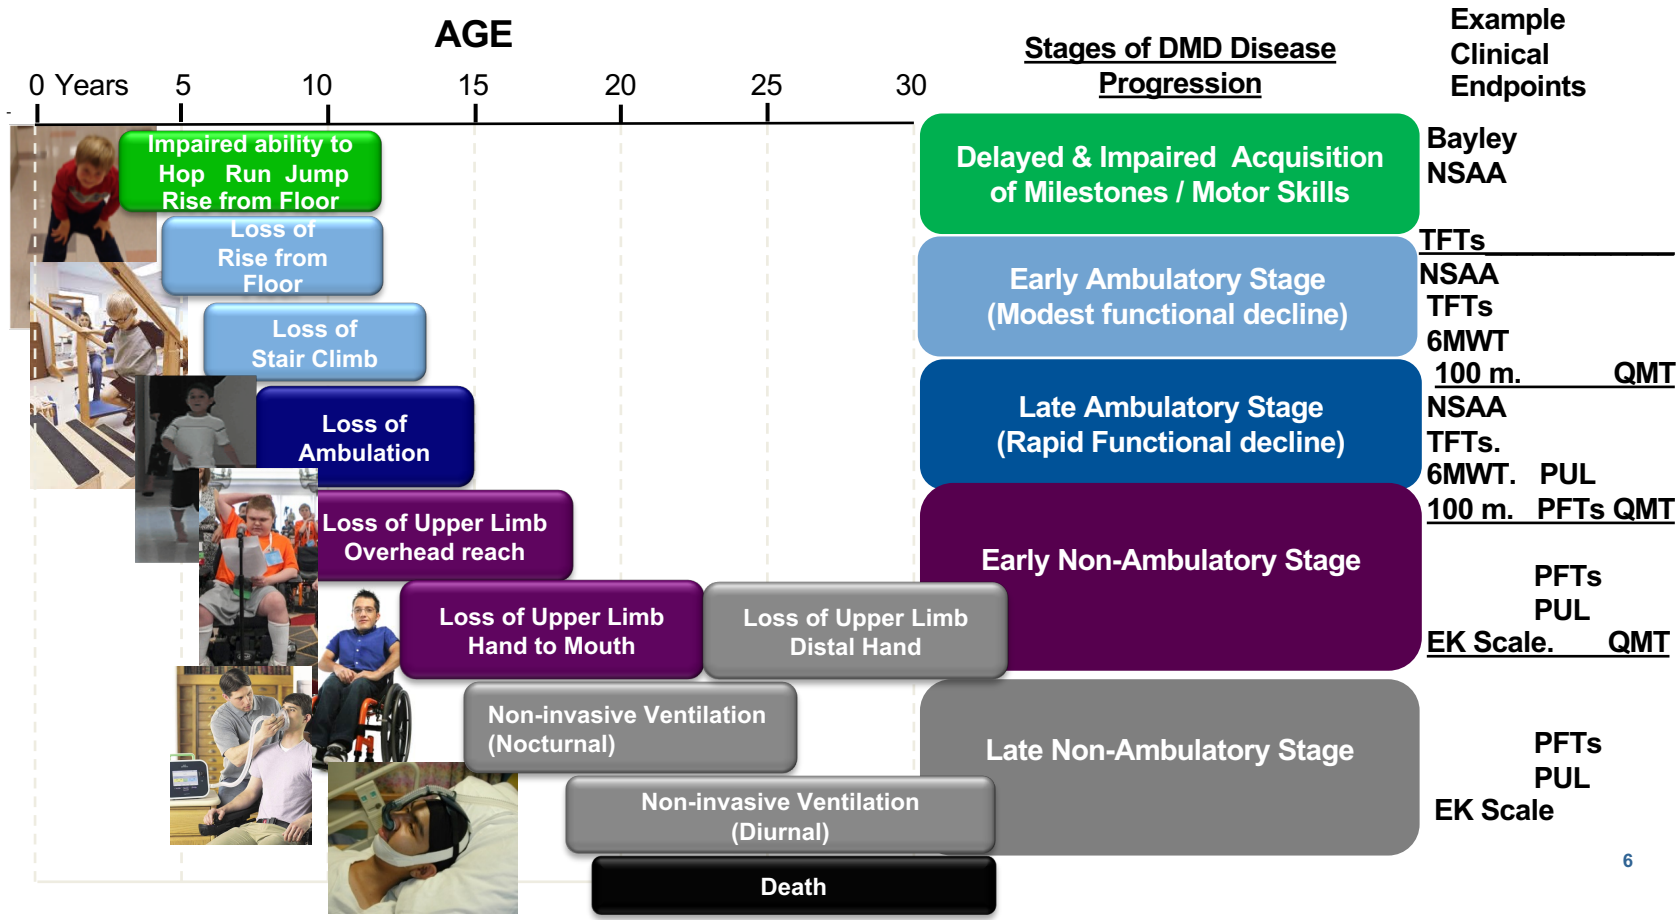 AGE
0 Years 5 10 15 20 25 30
Impaired ability to
Hop Run Jump
Rise from Floor
Loss of
Rise from
Floor
Loss of
Stair Climb
Loss of
Ambulation
Loss of Upper Limb
Overhead reach
Loss of Upper Limb
Hand to Mouth
Loss of Upper Limb
Distal Hand
Non-invasive Ventilation
(Nocturnal)
Non-invasive Ventilation
(Diurnal)
Death
Stages of DMD Disease
Progression
Delayed & Impaired Acquisition
of Milestones / Motor Skills
Early Ambulatory Stage
(Modest functional decline)
Late Ambulatory Stage
(Rapid Functional decline)
Early Non-Ambulatory Stage
Late Non-Ambulatory Stage
Example
Clinical
Endpoints
Bayley
NSAA
TFTs
NSAA
TFTs
6MWT
100 m. QMT
NSAA
TFTs.
6MWT. PUL
100 m. PFTs QMT
PFTs
PUL
EK Scale. QMT
PFTs
PUL
EK Scale
6